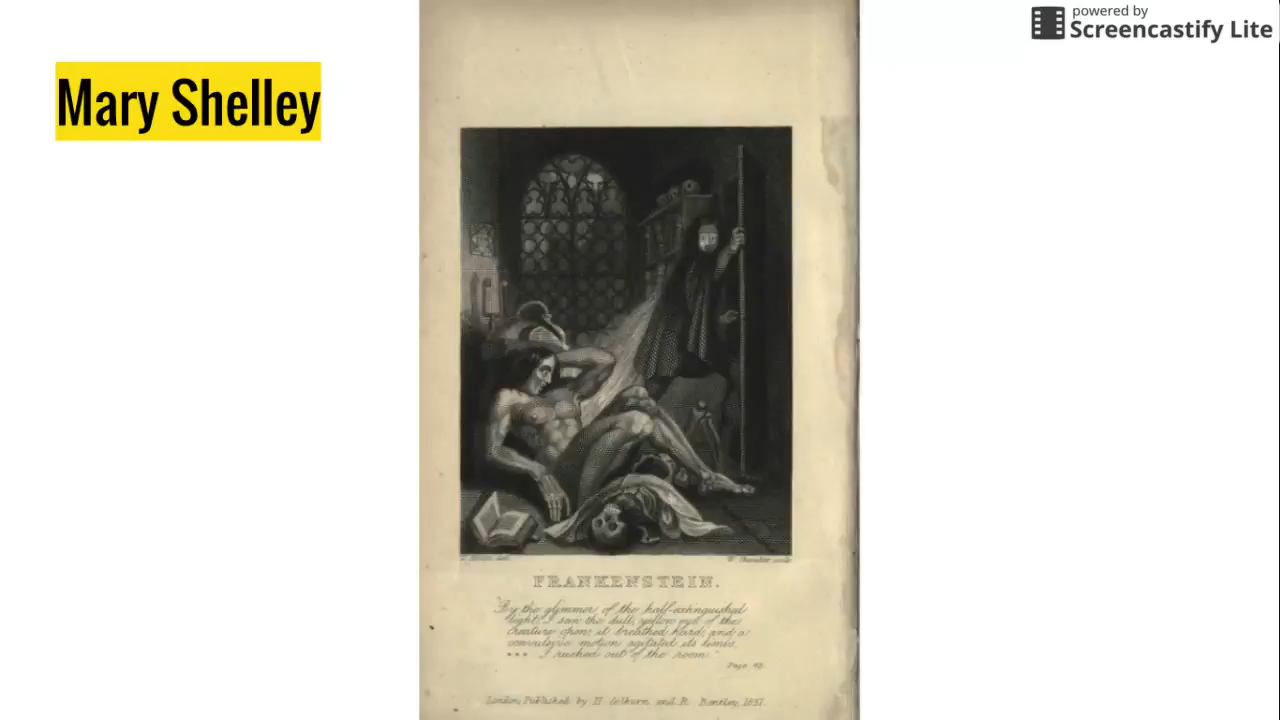 powered by
Screencastify Lite
Mary Shelley
FRANKENSTEIN.
"By the glimmer of the half-extinguished
light, I saw the dull, yellow eye of the
creature open; it breathed hard, and a
convulsive motion agitated its limbs,
*** I rushed out of the room."
Page 43.
London, Published by H. Colburn and R. Bentley, 1831.